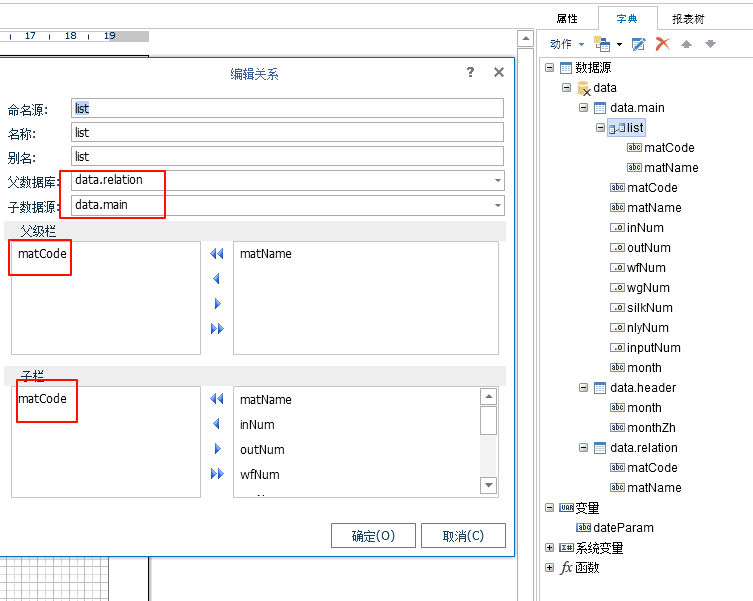 17 18 19
编辑关系 ?
命名源: list
名称: list
别名: list
父数据库: data.relation
子数据源: data.main
父级栏
matCode matName
子栏
matCode matName
inNum
outNum
wfNum
确定(O) 取消(C)
属性 字典 报表树
动作
数据源
data
data.main
list
matCode
matName
matCode
matName
inNum
outNum
wfNum
wgNum
silkNum
nlyNum
inputNum
month
data.header
month
monthZh
data.relation
matCode
matName
变量
dateParam
系统变量
fx 函数